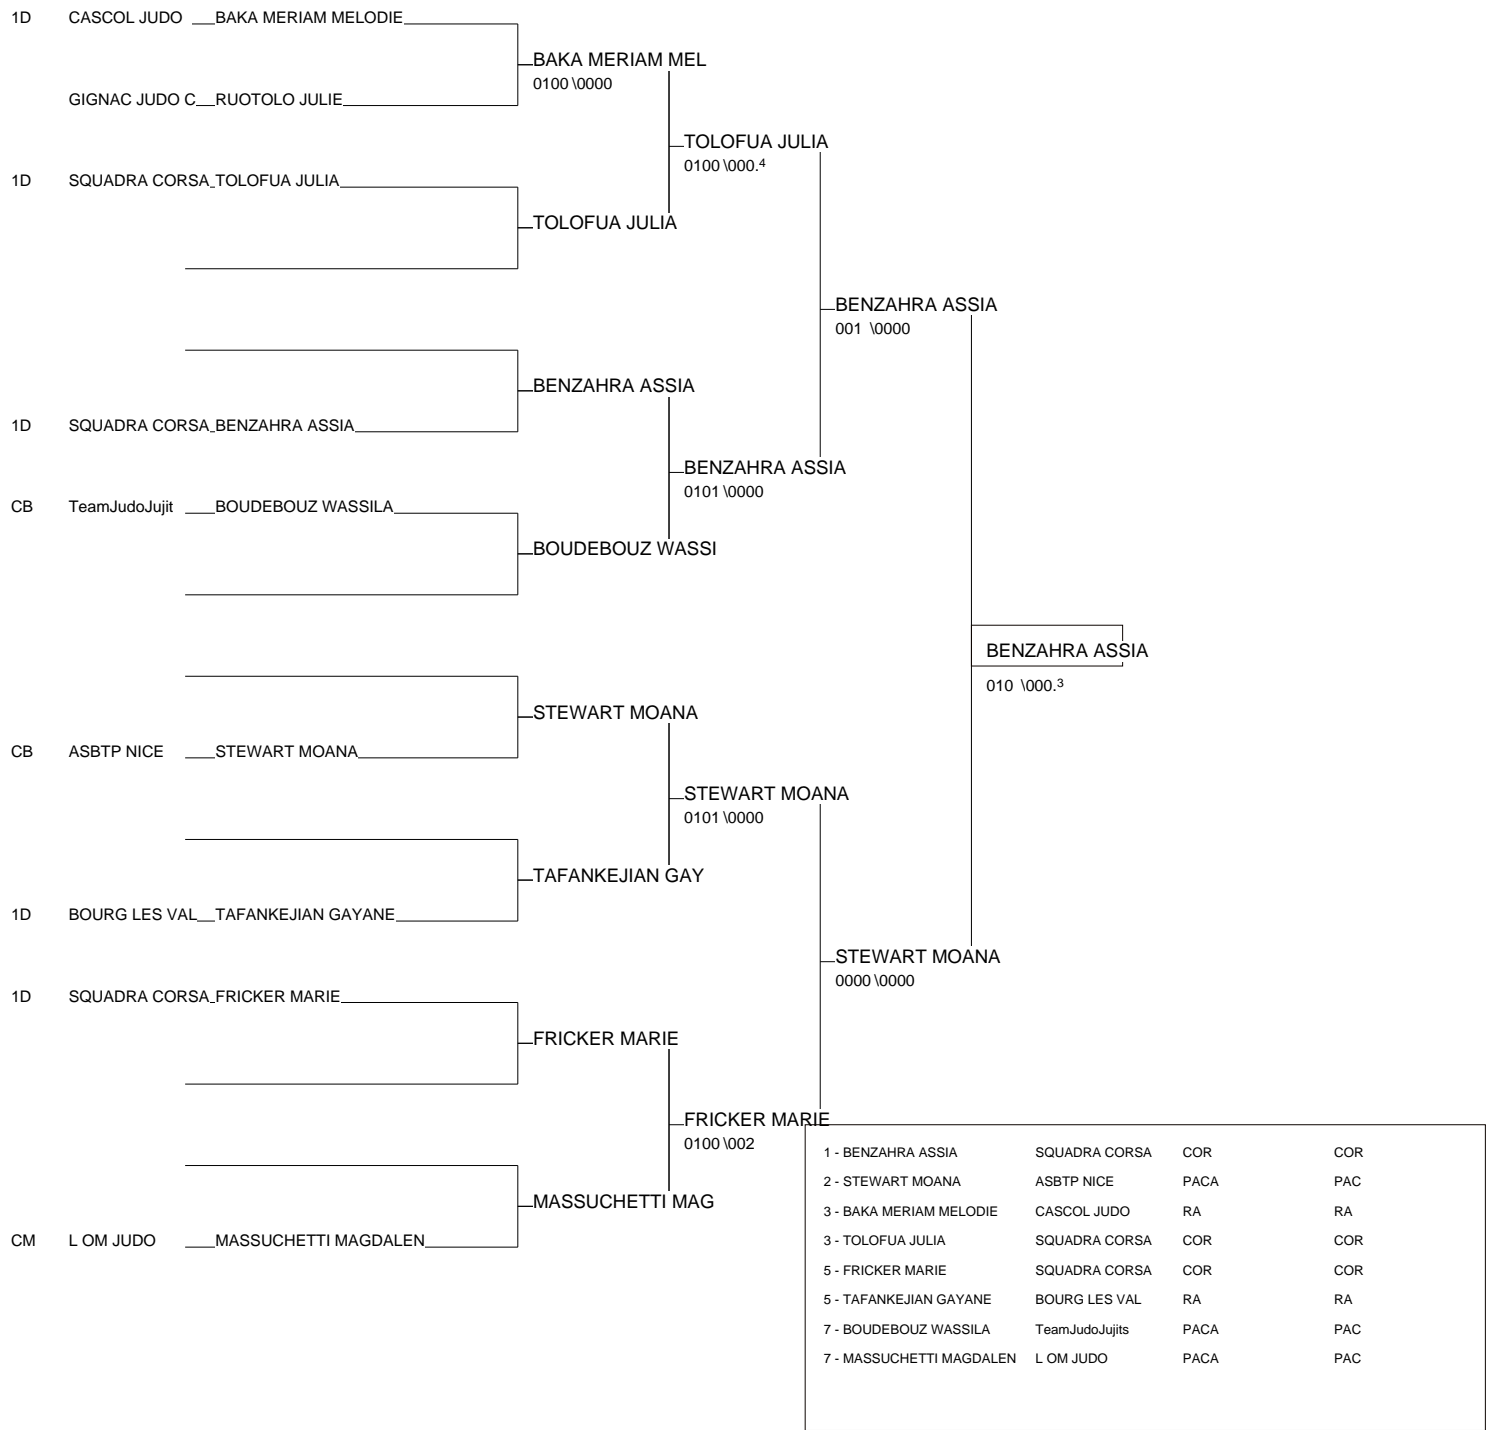 1D CASCOL JUDO BAKA MERIAM MELODIE
BAKA MERIAM MEL
0100 \0000
GIGNAC JUDO C RUOTOLO JULIE
TOLOFUA JULIA
0100 \000.4
1D SQUADRA CORSA TOLOFUA JULIA
TOLOFUA JULIA
BENZAHRA ASSIA
001 \0000
BENZAHRA ASSIA
1D SQUADRA CORSA BENZAHRA ASSIA
BENZAHRA ASSIA
0101 \0000
CB TeamJudoJujit BOUDEBOUZ WASSILA
BOUDEBOUZ WASSI
BENZAHRA ASSIA
010 \000.3
STEWART MOANA
CB ASBTP NICE STEWART MOANA
STEWART MOANA
0101 \0000
TAFANKEJIAN GAY
1D BOURG LES VAL TAFANKEJIAN GAYANE
STEWART MOANA
0000 \0000
1D SQUADRA CORSA FRICKER MARIE
FRICKER MARIE
FRICKER MARIE
0100 \002
MASSUCHETTI MAG
CM L OM JUDO MASSUCHETTI MAGDALEN
1 - BENZAHRA ASSIA SQUADRA CORSA COR COR
2 - STEWART MOANA ASBTP NICE PACA PAC
3 - BAKA MERIAM MELODIE CASCOL JUDO RA RA
3 - TOLOFUA JULIA SQUADRA CORSA COR COR
5 - FRICKER MARIE SQUADRA CORSA COR COR
5 - TAFANKEJIAN GAYANE BOURG LES VAL RA RA
7 - BOUDEBOUZ WASSILA TeamJudoJujits PACA PAC
7 - MASSUCHETTI MAGDALEN L OM JUDO PACA PAC